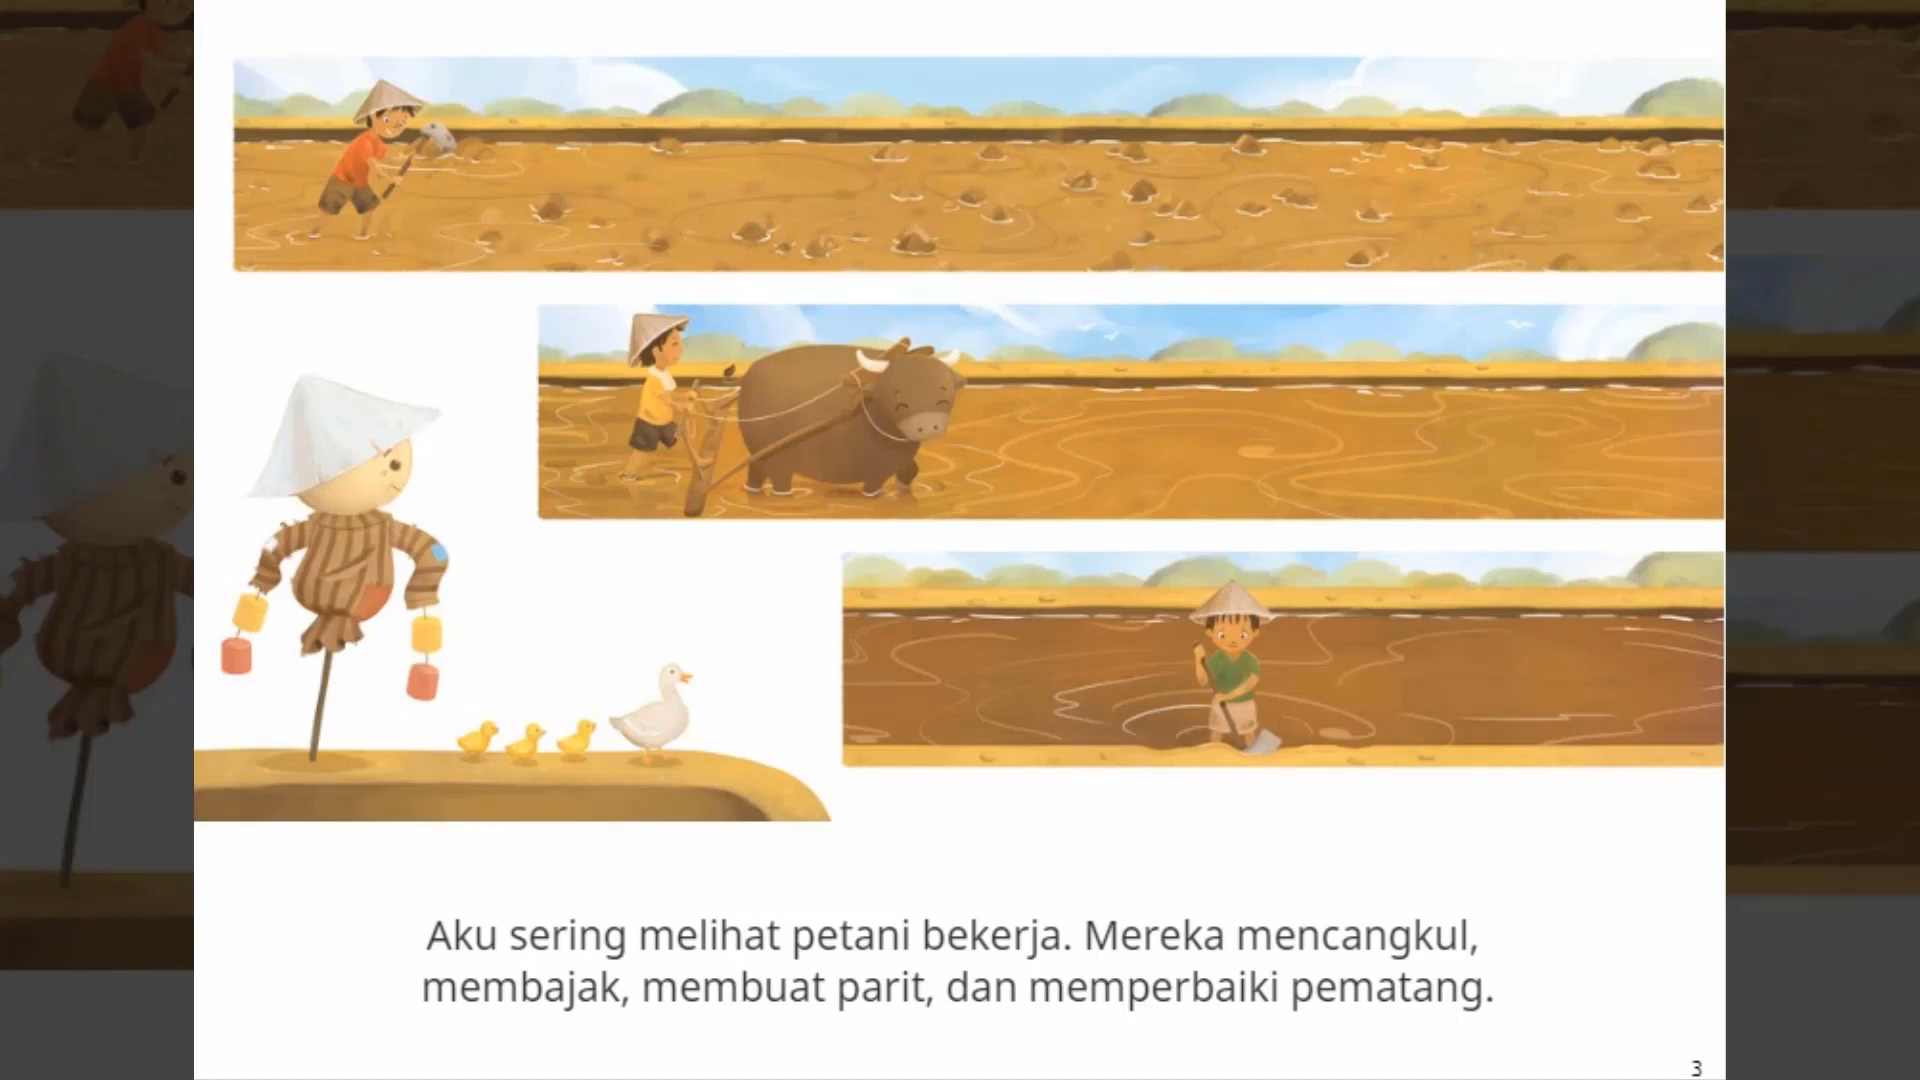 Aku sering melihat petani bekerja. Mereka mencangkul,
membajak, membuat parit, dan memperbaiki pematang.
3